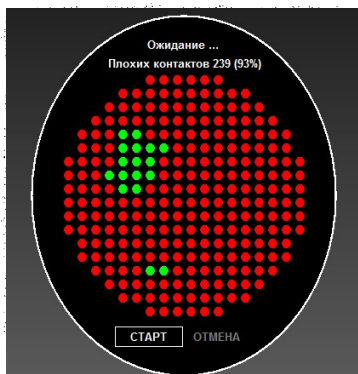 Ожидание ...
Плохих контактов 239 (93%)
СТАРТ ОТМЕНА